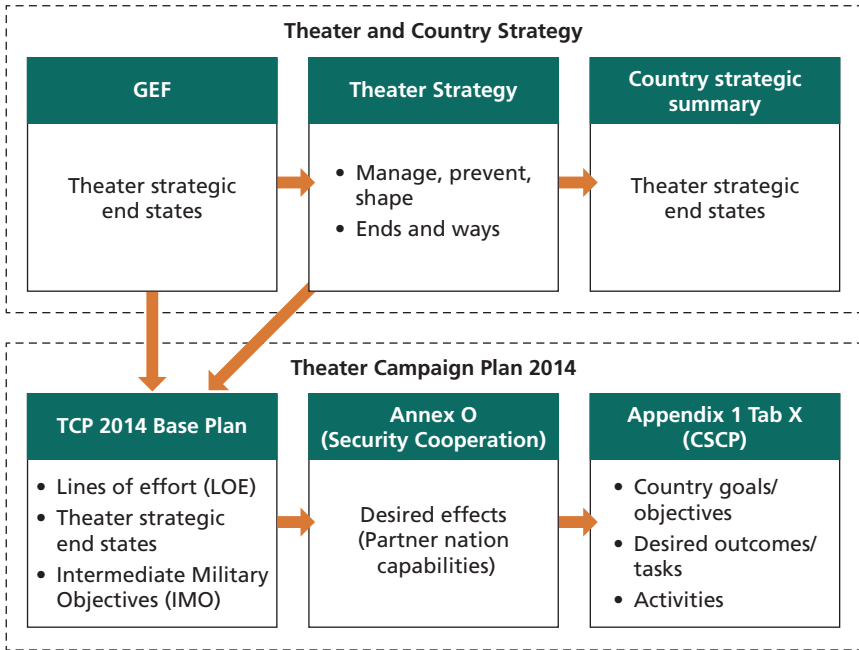 Theater and Country Strategy
GEF
Theater strategic
end states
Theater Strategy
• Manage, prevent,
shape
• Ends and ways
Country strategic
summary
Theater strategic
end states
Theater Campaign Plan 2014
TCP 2014 Base Plan
• Lines of effort (LOE)
• Theater strategic
end states
• Intermediate Military
Objectives (IMO)
Annex O
(Security Cooperation)
Desired effects
(Partner nation
capabilities)
Appendix 1 Tab X
(CSCP)
• Country goals/
objectives
• Desired outcomes/
tasks
• Activities